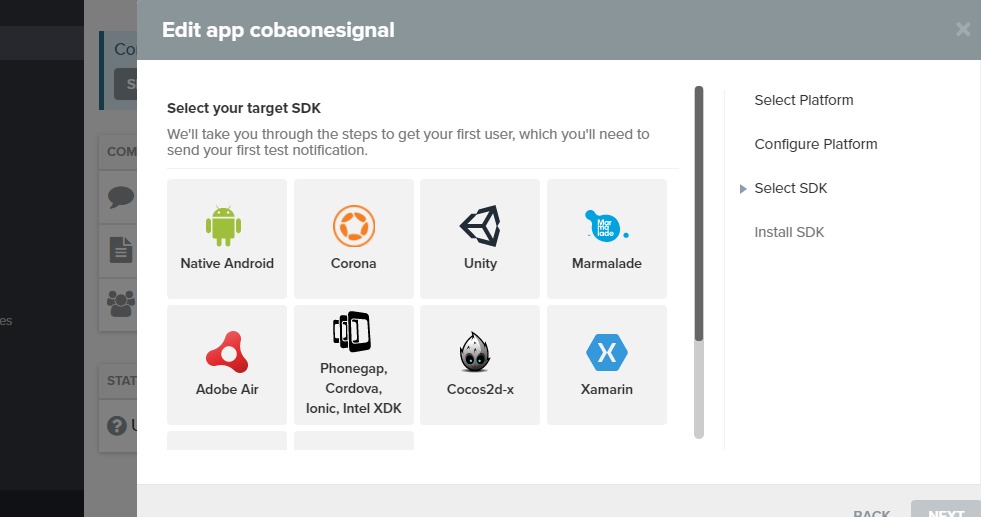 Edit app cobaonesignal
Co
S
COM
es
STAT
U
Select your target SDK
We'll take you through the steps to get your first user, which you'll need to
send your first test notification.
Native Android
Corona
Unity
Marmalade
Mar
ma
lade
Adobe Air
Phonegap,
Cordova,
Ionic, Intel XDK
Cocos2d-x
Xamarin
Select Platform
Configure Platform
Select SDK
Install SDK
BACK
NEXT